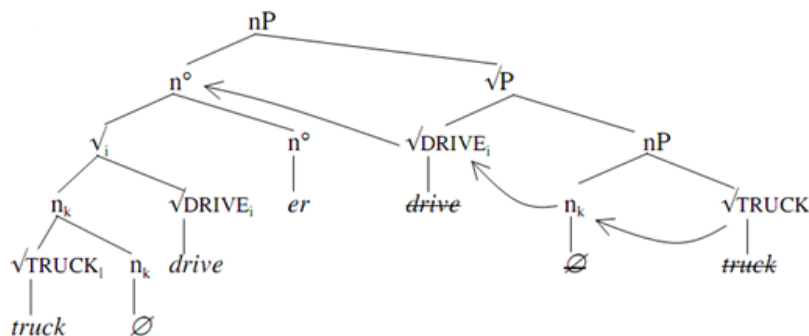 nP
n° √P
√i n° √DRIVEi nP
nk √DRIVEi er drive nk √TRUCK
√TRUCKl nk drive ∅ truck
truck ∅